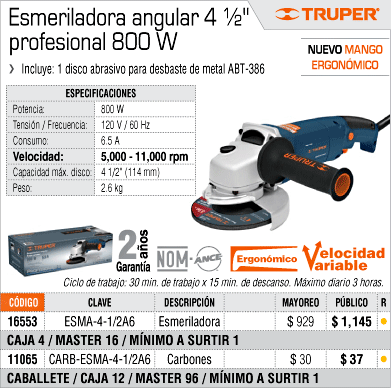 Esmeriladora angular 4 ½"
profesional 800 W
TRUPER
NUEVO MANGO
ERGONÓMICO
Incluye: 1 disco abrasivo para desbaste de metal ABT-386
ESPECIFICACIONES
Potencia: 800 W
Tensión / Frecuencia: 120 V / 60 Hz
Consumo: 6.5 A
Velocidad: 5,000 - 11,000 rpm
Capacidad máx. disco: 4 1/2" (114 mm)
Peso: 2.6 kg
TRUPER
TRUPER
2 años
Garantía
NOM-ANCE
Ergonómico
Velocidad
Variable
Ciclo de trabajo: 30 min. de trabajo x 15 min. de descanso. Máximo diario 3 horas.
CÓDIGO CLAVE DESCRIPCIÓN MAYOREO PÚBLICO R
16553 ESMA-4-1/2A6 Esmeriladora $ 929 $ 1,145
CAJA 4 / MASTER 16 / MÍNIMO A SURTIR 1
11065 CARB-ESMA-4-1/2A6 Carbones $ 30 $ 37
CABALLETE / CAJA 12 / MASTER 96 / MÍNIMO A SURTIR 1